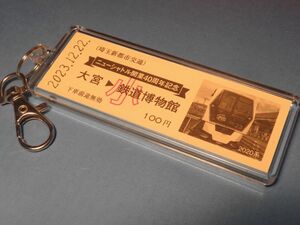 2023.12.22.
(埼玉新都市交通)
ニューシャトル開業40周年記念
大宮▶鉄道博物館
小
下車前途無効
100円
2020系